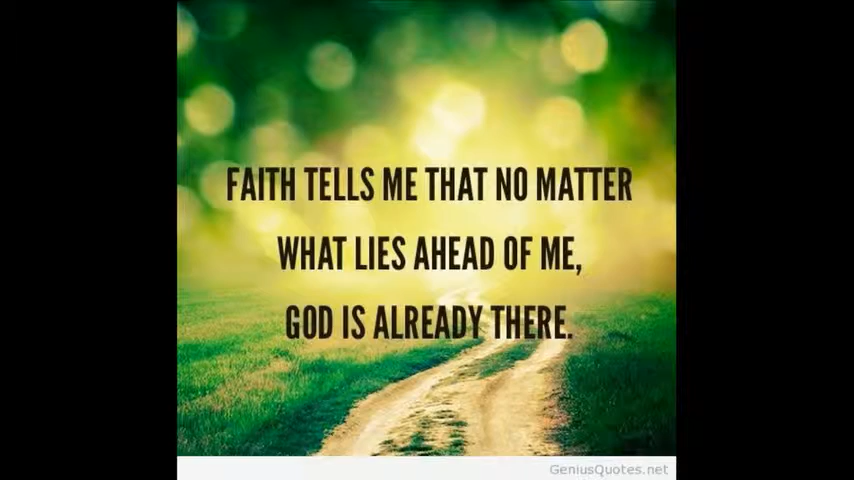 FAITH TELLS ME THAT NO MATTER
WHAT LIES AHEAD OF ME,
GOD IS ALREADY THERE.
GeniusQuotes.net